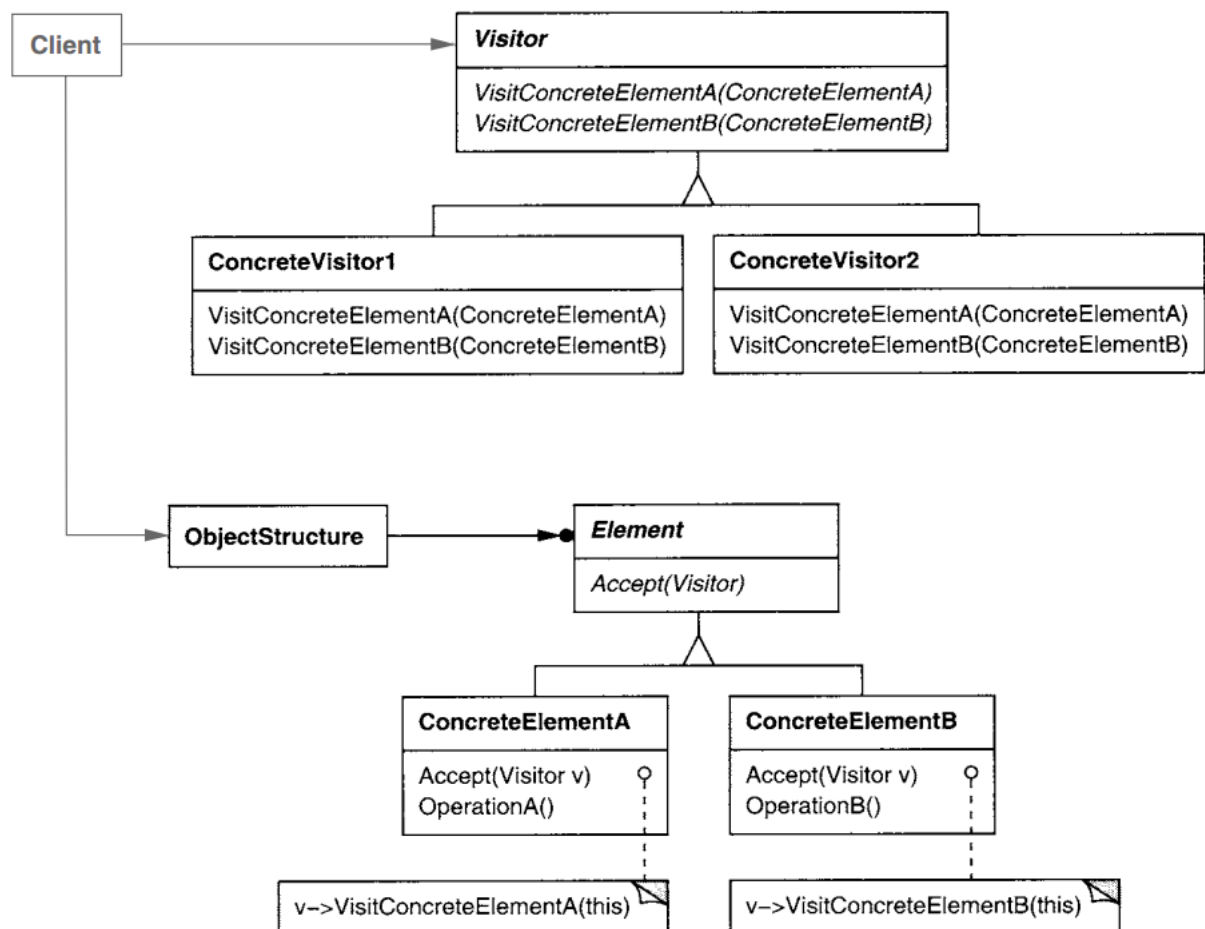 Client
Visitor
VisitConcreteElementA(ConcreteElementA)
VisitConcreteElementB(ConcreteElementB)
ConcreteVisitor1
VisitConcreteElementA(ConcreteElementA)
VisitConcreteElementB(ConcreteElementB)
ConcreteVisitor2
VisitConcreteElementA(ConcreteElementA)
VisitConcreteElementB(ConcreteElementB)
ObjectStructure
Element
Accept(Visitor)
ConcreteElementA
Accept(Visitor v)
OperationA()
ConcreteElementB
Accept(Visitor v)
OperationB()
v->VisitConcreteElementA(this)
v->VisitConcreteElementB(this)